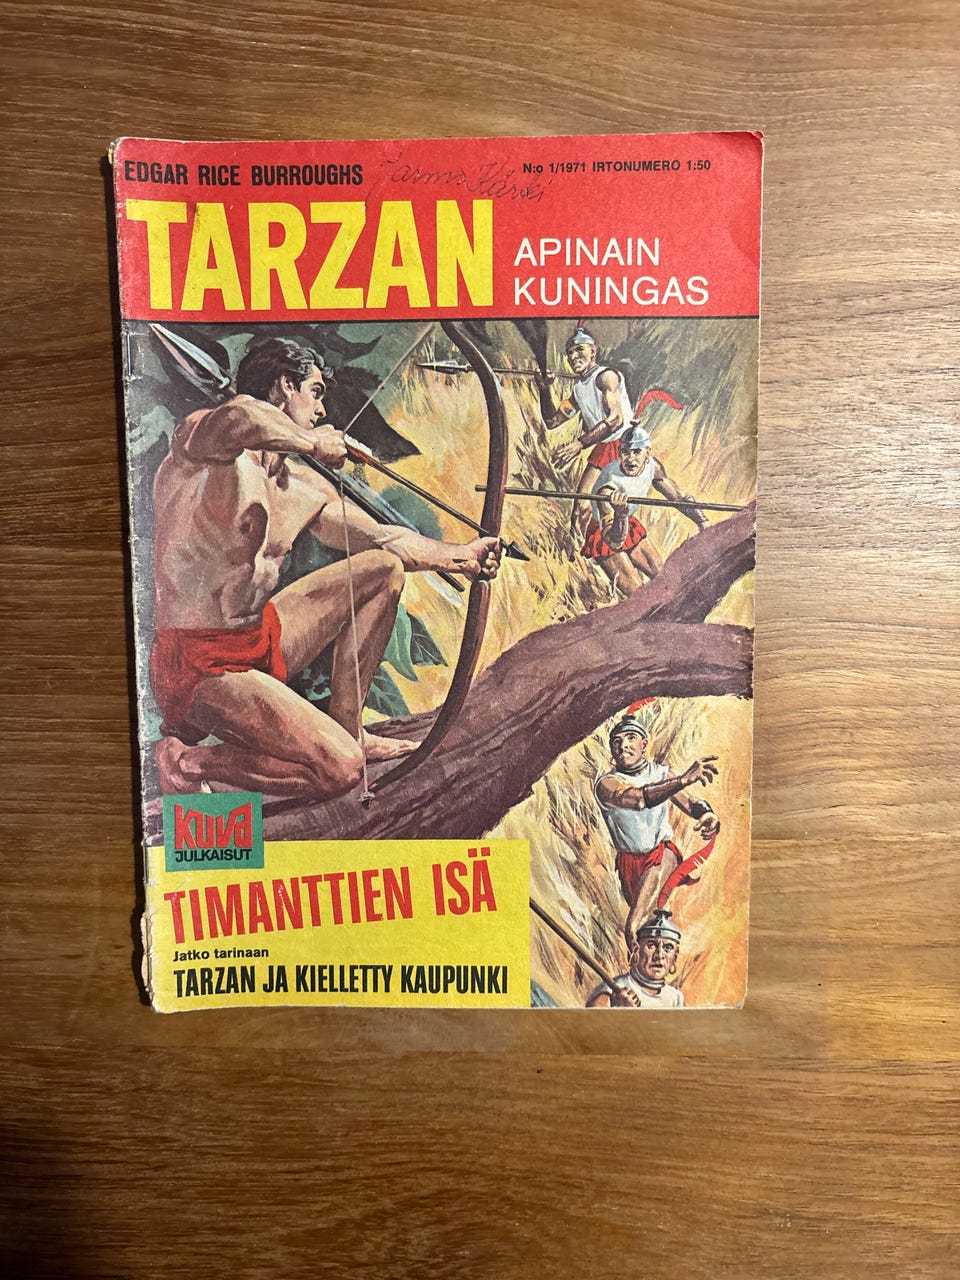 EDGAR RICE BURROUGHS
N:o 1/1971 IRTONUMERO 1:50
TARZAN
APINAIN
KUNINGAS
kuva
JULKAISUT
TIMANTTIEN ISÄ
Jatko tarinaan
TARZAN JA KIELLETTY KAUPUNKI